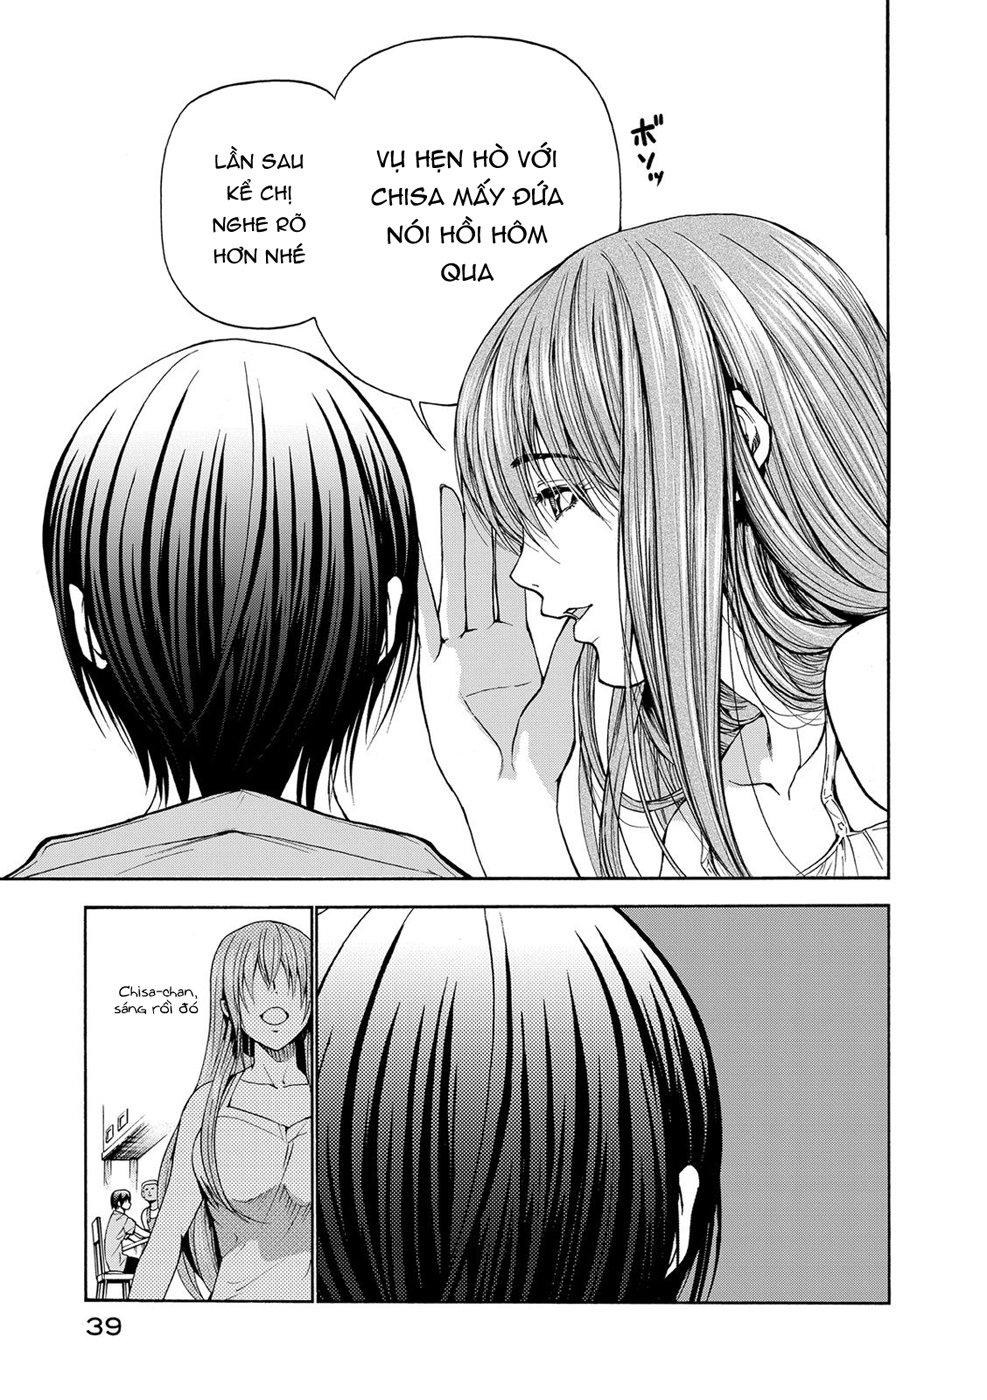 ボソッ
VỤ HẸN HÒ VỚI
CHISA MẤY ĐỨA
NÓI HỒI HÔM
QUA
LẦN SAU
KỂ CHỊ
NGHE RÕ
HƠN NHÉ
Chisa-chan,
sáng rồi đó
39